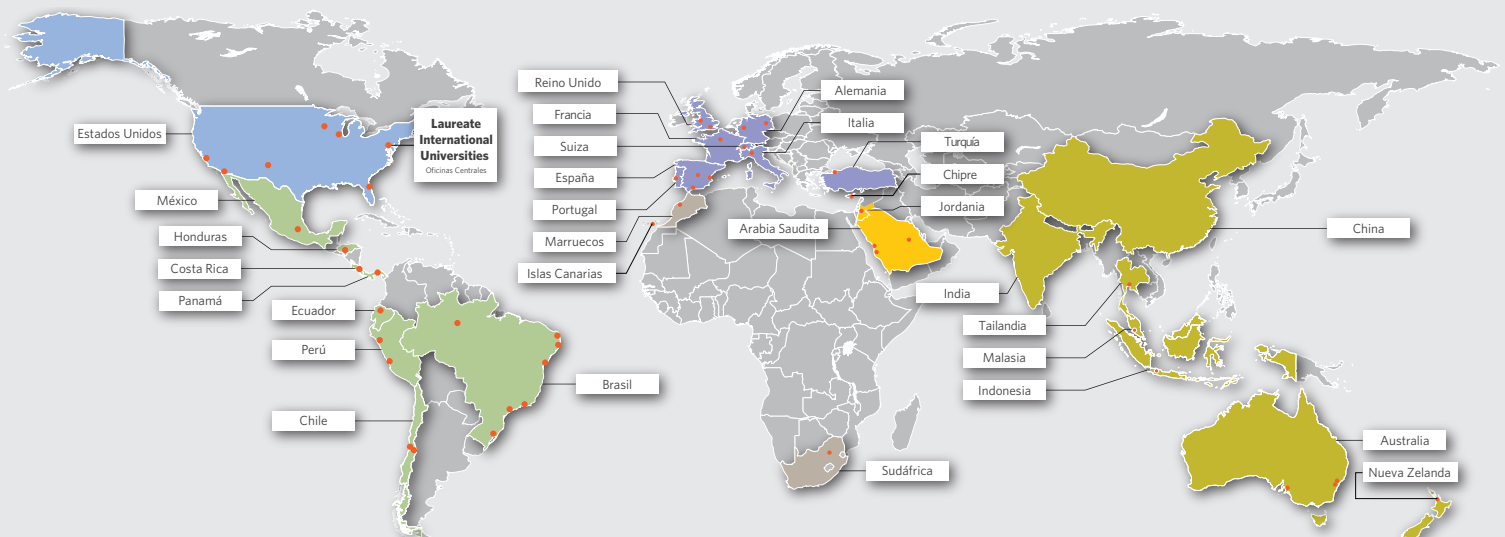 Estados Unidos
Laureate
International
Universities
Oficinas Centrales
México
Honduras
Costa Rica
Panamá
Ecuador
Perú
Chile
Brasil
Reino Unido
Francia
Suiza
España
Portugal
Marruecos
Islas Canarias
Alemania
Italia
Turquía
Chipre
Jordania
Arabia Saudita
Sudáfrica
China
India
Tailandia
Malasia
Indonesia
Australia
Nueva Zelanda